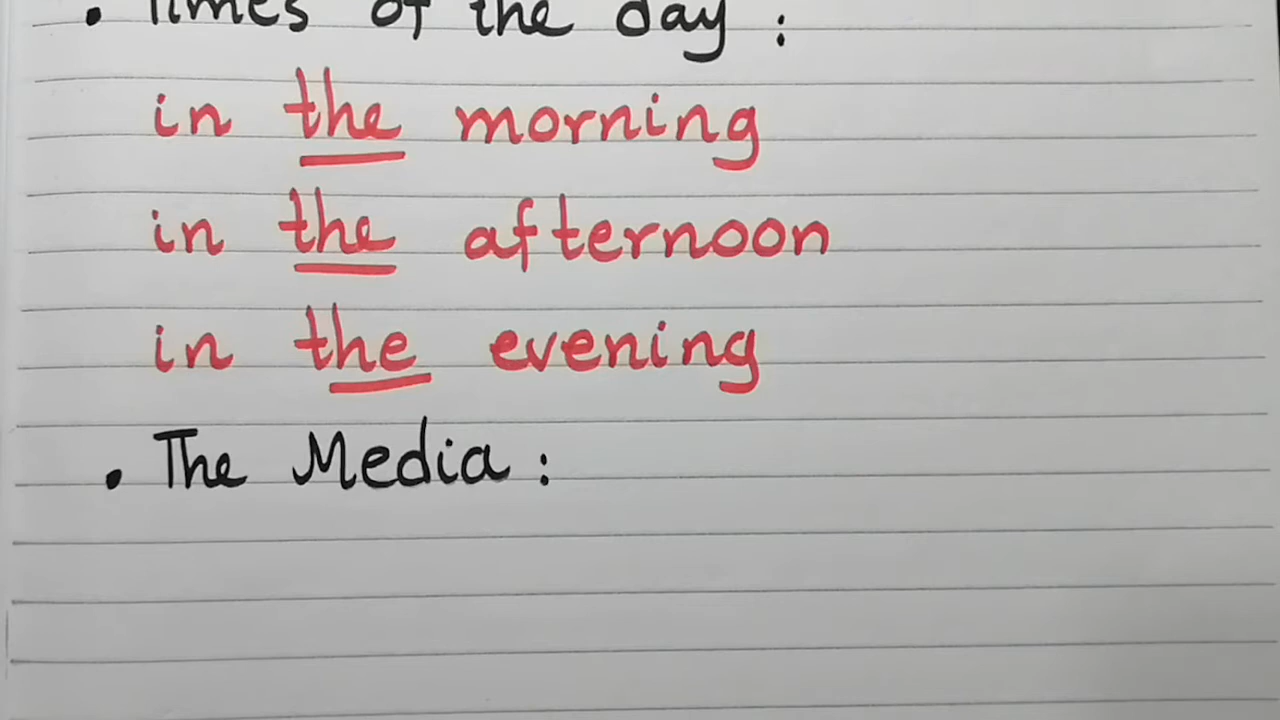 • Times of the day :
in the morning
in the afternoon
in the evening
• The Media :